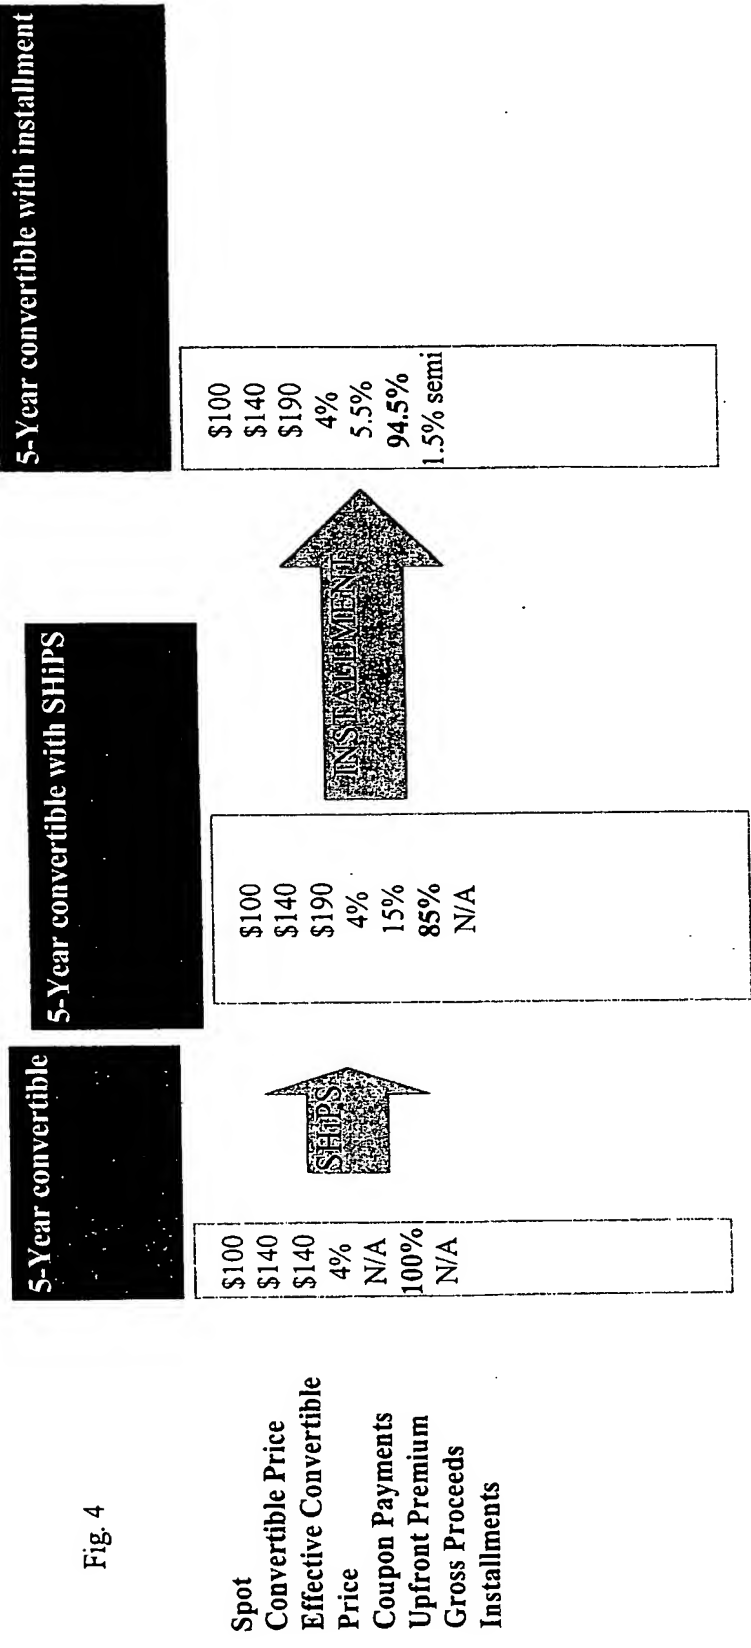 Fig. 4
Spot
Convertible Price
Effective Convertible
Price
Coupon Payments
Upfront Premium
Gross Proceeds
Installments
5-Year convertible
$100
$140
$140
4%
N/A
100%
N/A
SHiPS
5-Year convertible with SHiPS
$100
$140
$190
4%
15%
85%
N/A
INSTALLMENT
5-Year convertible with installment
$100
$140
$190
4%
5.5%
94.5%
1.5% semi